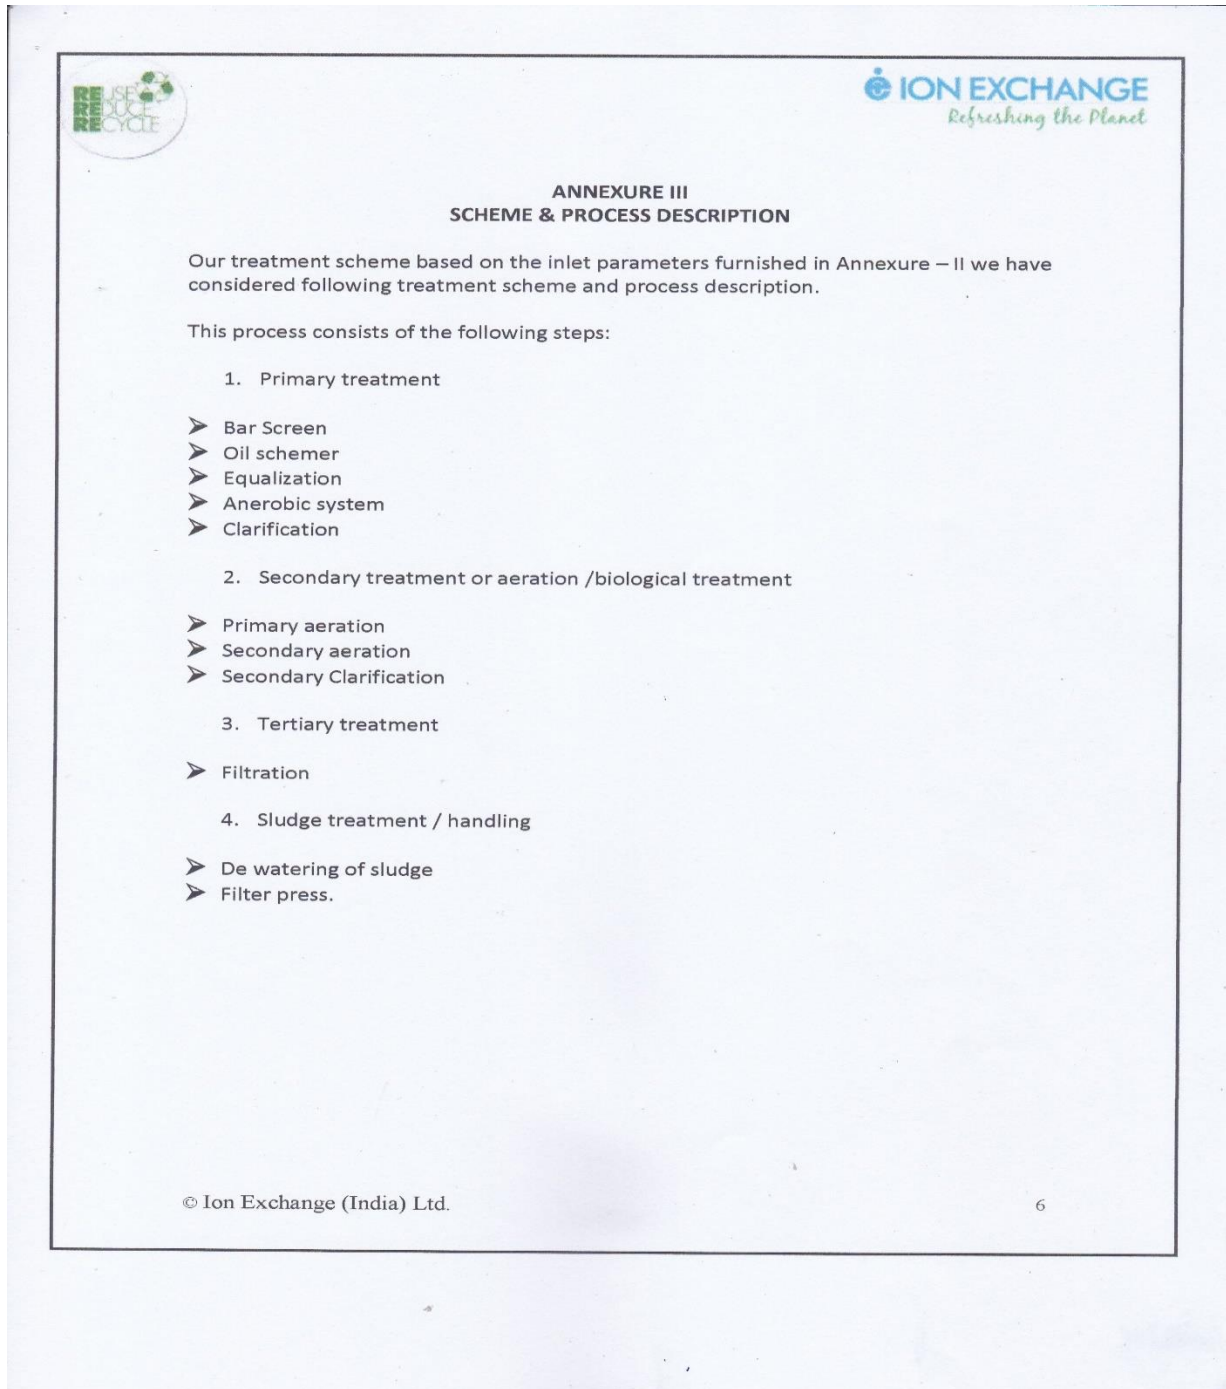 REUSE
REDUCE
RECYCLE
ION EXCHANGE
Refreshing the Planet
ANNEXURE III
SCHEME & PROCESS DESCRIPTION
Our treatment scheme based on the inlet parameters furnished in Annexure – II we have
considered following treatment scheme and process description.
This process consists of the following steps:
1. Primary treatment
➢ Bar Screen
➢ Oil schemer
➢ Equalization
➢ Anerobic system
➢ Clarification
2. Secondary treatment or aeration /biological treatment
➢ Primary aeration
➢ Secondary aeration
➢ Secondary Clarification
3. Tertiary treatment
➢ Filtration
4. Sludge treatment / handling
➢ De watering of sludge
➢ Filter press.
© Ion Exchange (India) Ltd. 6